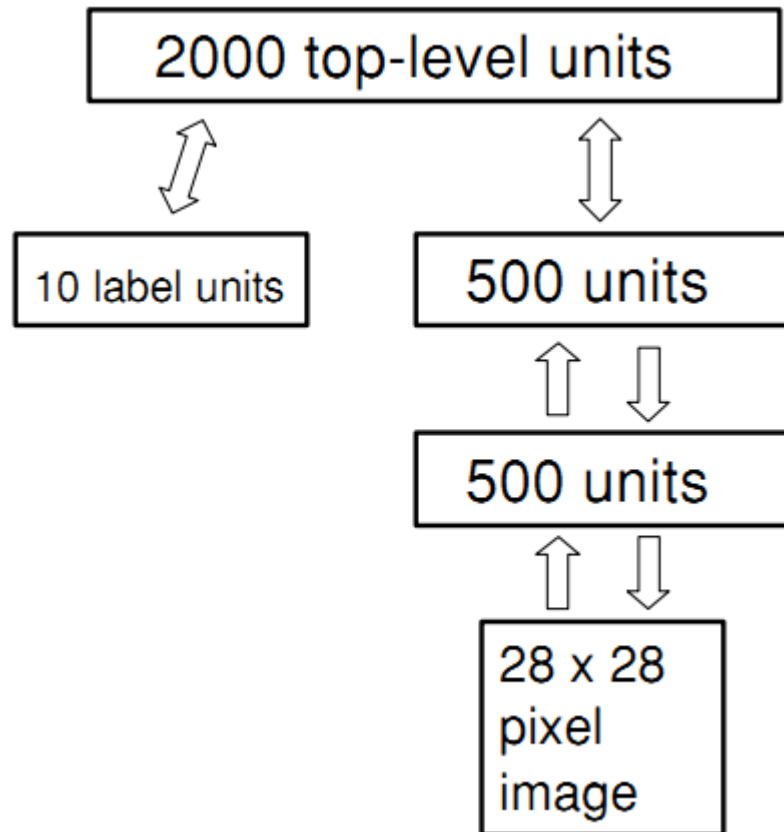 2000 top-level units
10 label units
500 units
500 units
28 x 28
pixel
image